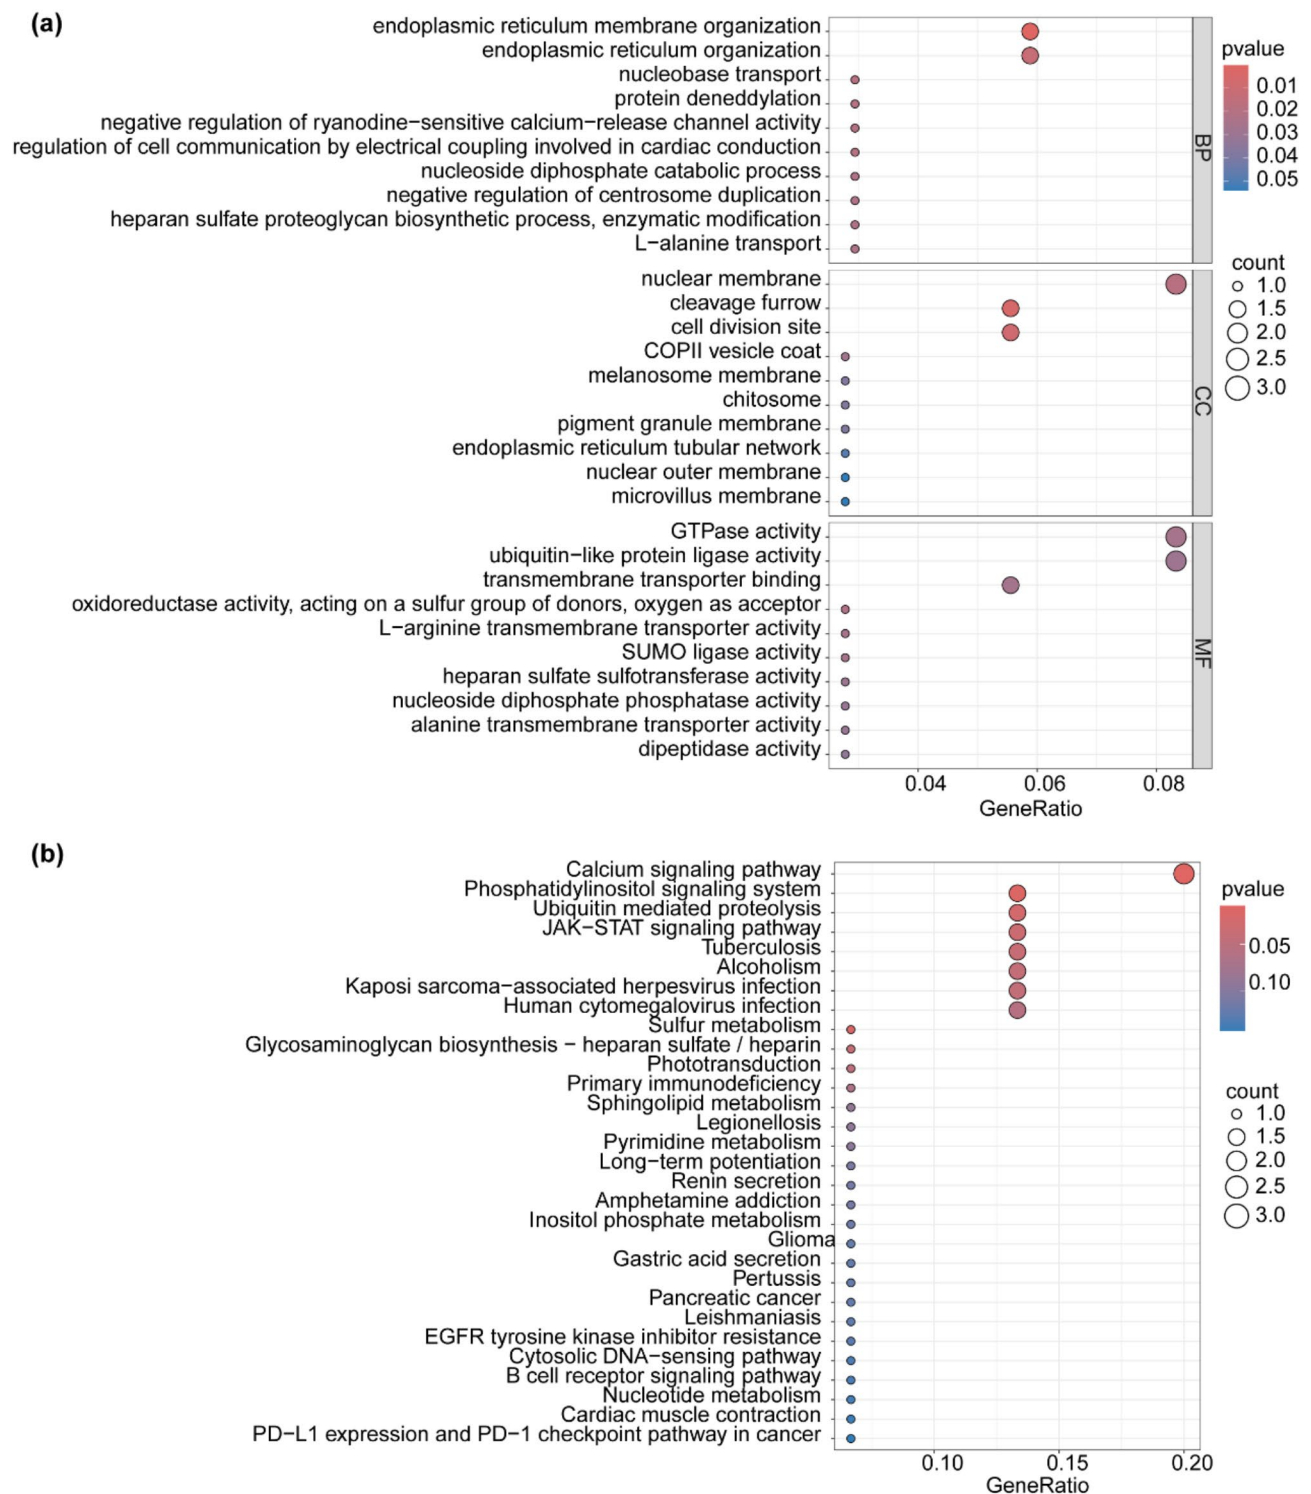 (a)
endoplasmic reticulum membrane organization
endoplasmic reticulum organization
nucleobase transport
protein deneddylation
negative regulation of ryanodine−sensitive calcium−release channel activity
regulation of cell communication by electrical coupling involved in cardiac conduction
nucleoside diphosphate catabolic process
negative regulation of centrosome duplication
heparan sulfate proteoglycan biosynthetic process, enzymatic modification
L−alanine transport
BP
nuclear membrane
cleavage furrow
cell division site
COPII vesicle coat
melanosome membrane
chitosome
pigment granule membrane
endoplasmic reticulum tubular network
nuclear outer membrane
microvillus membrane
CC
GTPase activity
ubiquitin−like protein ligase activity
transmembrane transporter binding
oxidoreductase activity, acting on a sulfur group of donors, oxygen as acceptor
L−arginine transmembrane transporter activity
SUMO ligase activity
heparan sulfate sulfotransferase activity
nucleoside diphosphate phosphatase activity
alanine transmembrane transporter activity
dipeptidase activity
MF
0.04 0.06 0.08
GeneRatio
pvalue
0.01
0.02
0.03
0.04
0.05
count
1.0
1.5
2.0
2.5
3.0
(b)
Calcium signaling pathway
Phosphatidylinositol signaling system
Ubiquitin mediated proteolysis
JAK−STAT signaling pathway
Tuberculosis
Alcoholism
Kaposi sarcoma−associated herpesvirus infection
Human cytomegalovirus infection
Sulfur metabolism
Glycosaminoglycan biosynthesis − heparan sulfate / heparin
Phototransduction
Primary immunodeficiency
Sphingolipid metabolism
Legionellosis
Pyrimidine metabolism
Long−term potentiation
Renin secretion
Amphetamine addiction
Inositol phosphate metabolism
Glioma
Gastric acid secretion
Pertussis
Pancreatic cancer
Leishmaniasis
EGFR tyrosine kinase inhibitor resistance
Cytosolic DNA−sensing pathway
B cell receptor signaling pathway
Nucleotide metabolism
Cardiac muscle contraction
PD−L1 expression and PD−1 checkpoint pathway in cancer
0.10 0.15 0.20
GeneRatio
pvalue
0.05
0.10
count
1.0
1.5
2.0
2.5
3.0